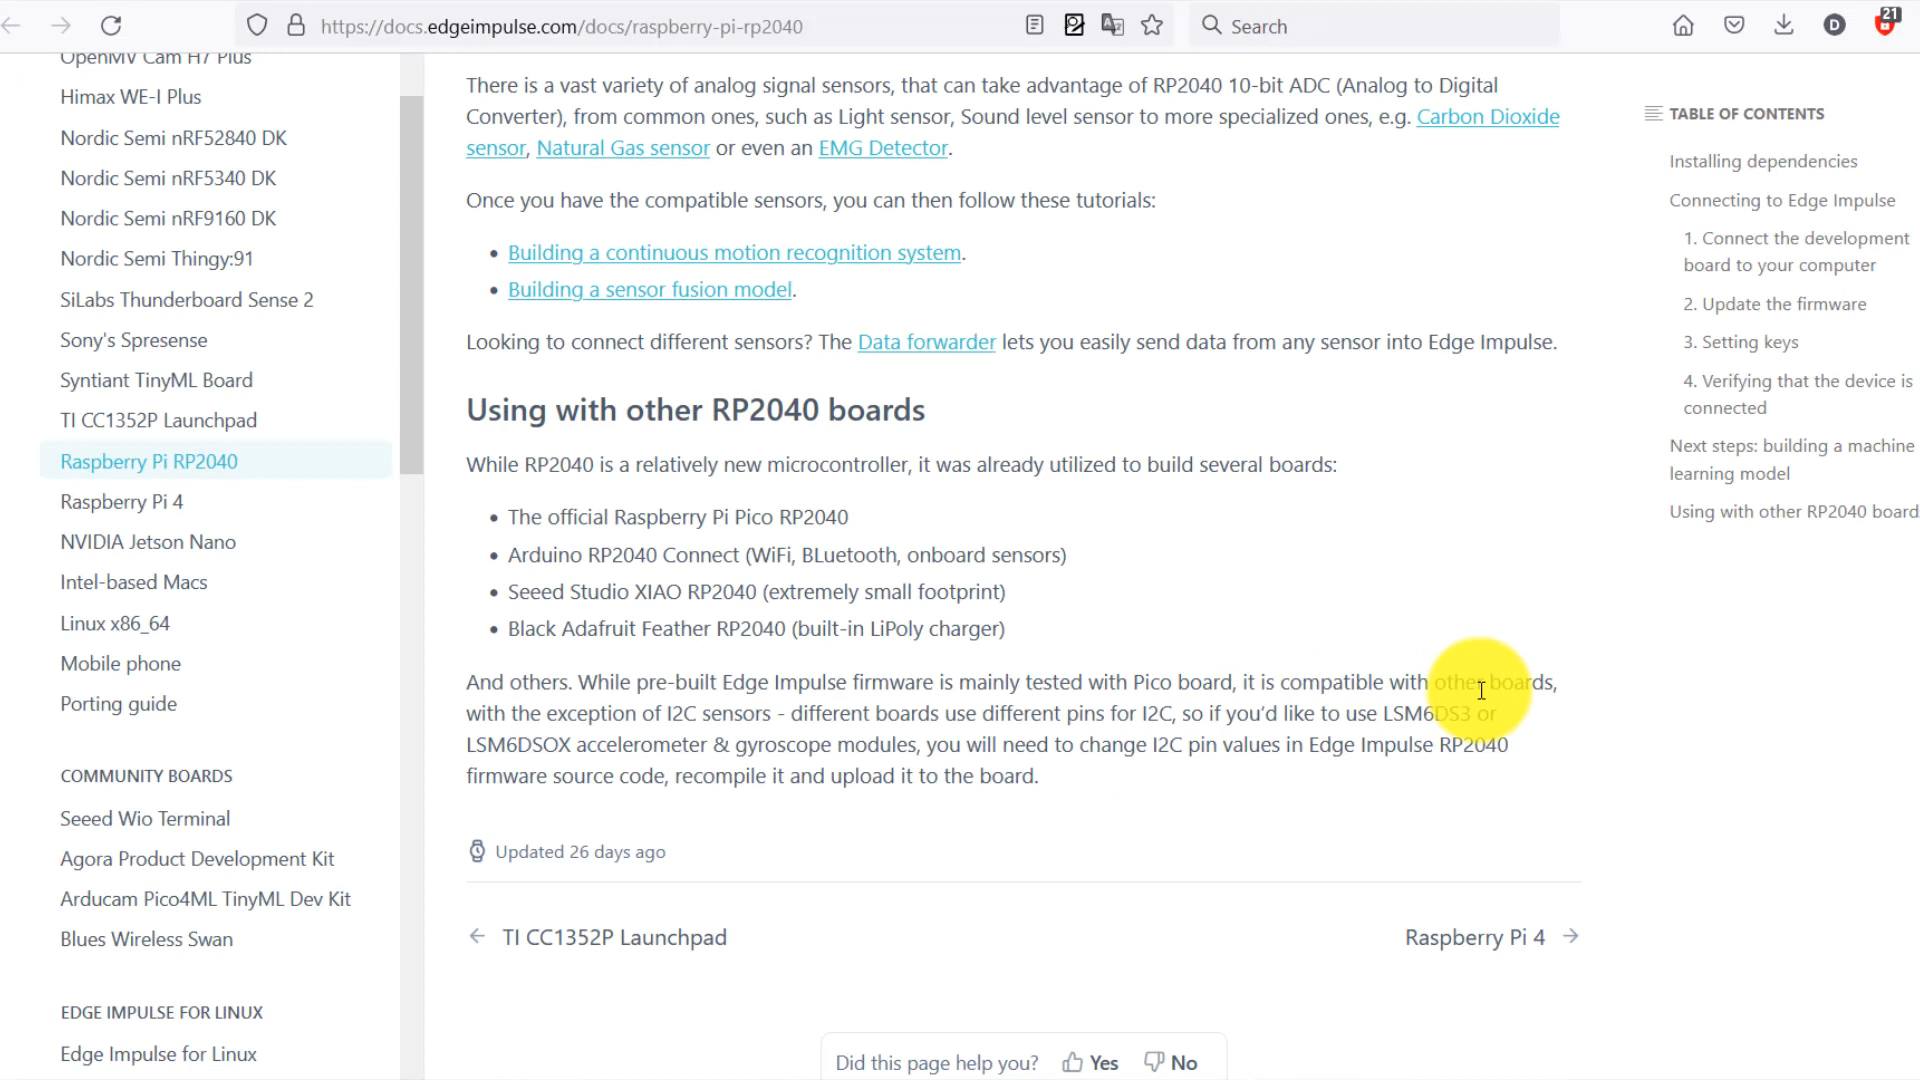 https://docs.edgeimpulse.com/docs/raspberry-pi-rp2040
Search
D
21
OpenMV Cam H7 Plus
Himax WE-I Plus
Nordic Semi nRF52840 DK
Nordic Semi nRF5340 DK
Nordic Semi nRF9160 DK
Nordic Semi Thingy:91
SiLabs Thunderboard Sense 2
Sony's Spresense
Syntiant TinyML Board
TI CC1352P Launchpad
Raspberry Pi RP2040
Raspberry Pi 4
NVIDIA Jetson Nano
Intel-based Macs
Linux x86_64
Mobile phone
Porting guide
COMMUNITY BOARDS
Seeed Wio Terminal
Agora Product Development Kit
Arducam Pico4ML TinyML Dev Kit
Blues Wireless Swan
EDGE IMPULSE FOR LINUX
Edge Impulse for Linux
There is a vast variety of analog signal sensors, that can take advantage of RP2040 10-bit ADC (Analog to Digital
Converter), from common ones, such as Light sensor, Sound level sensor to more specialized ones, e.g. Carbon Dioxide
sensor, Natural Gas sensor or even an EMG Detector.
Once you have the compatible sensors, you can then follow these tutorials:
• Building a continuous motion recognition system.
• Building a sensor fusion model.
Looking to connect different sensors? The Data forwarder lets you easily send data from any sensor into Edge Impulse.
Using with other RP2040 boards
While RP2040 is a relatively new microcontroller, it was already utilized to build several boards:
• The official Raspberry Pi Pico RP2040
• Arduino RP2040 Connect (WiFi, BLuetooth, onboard sensors)
• Seeed Studio XIAO RP2040 (extremely small footprint)
• Black Adafruit Feather RP2040 (built-in LiPoly charger)
And others. While pre-built Edge Impulse firmware is mainly tested with Pico board, it is compatible with other boards,
with the exception of I2C sensors - different boards use different pins for I2C, so if you’d like to use LSM6DS3 or
LSM6DSOX accelerometer & gyroscope modules, you will need to change I2C pin values in Edge Impulse RP2040
firmware source code, recompile it and upload it to the board.
Updated 26 days ago
← TI CC1352P Launchpad
Raspberry Pi 4 →
Did this page help you? Yes No
TABLE OF CONTENTS
Installing dependencies
Connecting to Edge Impulse
1. Connect the development
board to your computer
2. Update the firmware
3. Setting keys
4. Verifying that the device is
connected
Next steps: building a machine
learning model
Using with other RP2040 board